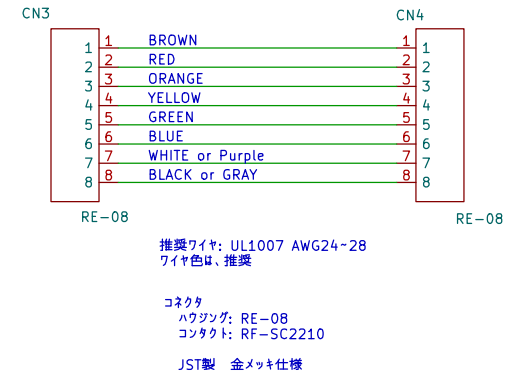 CN3 CN4
1 1 BROWN 1 1
2 2 RED 2 2
3 3 ORANGE 3 3
4 4 YELLOW 4 4
5 5 GREEN 5 5
6 6 BLUE 6 6
7 7 WHITE or Purple 7 7
8 8 BLACK or GRAY 8 8
RE-08 RE-08
推奨ワイヤ: UL1007 AWG24~28
ワイヤ色は、推奨
コネクタ
ハウジング: RE-08
コンタクト: RF-SC2210
JST製 金メッキ仕様